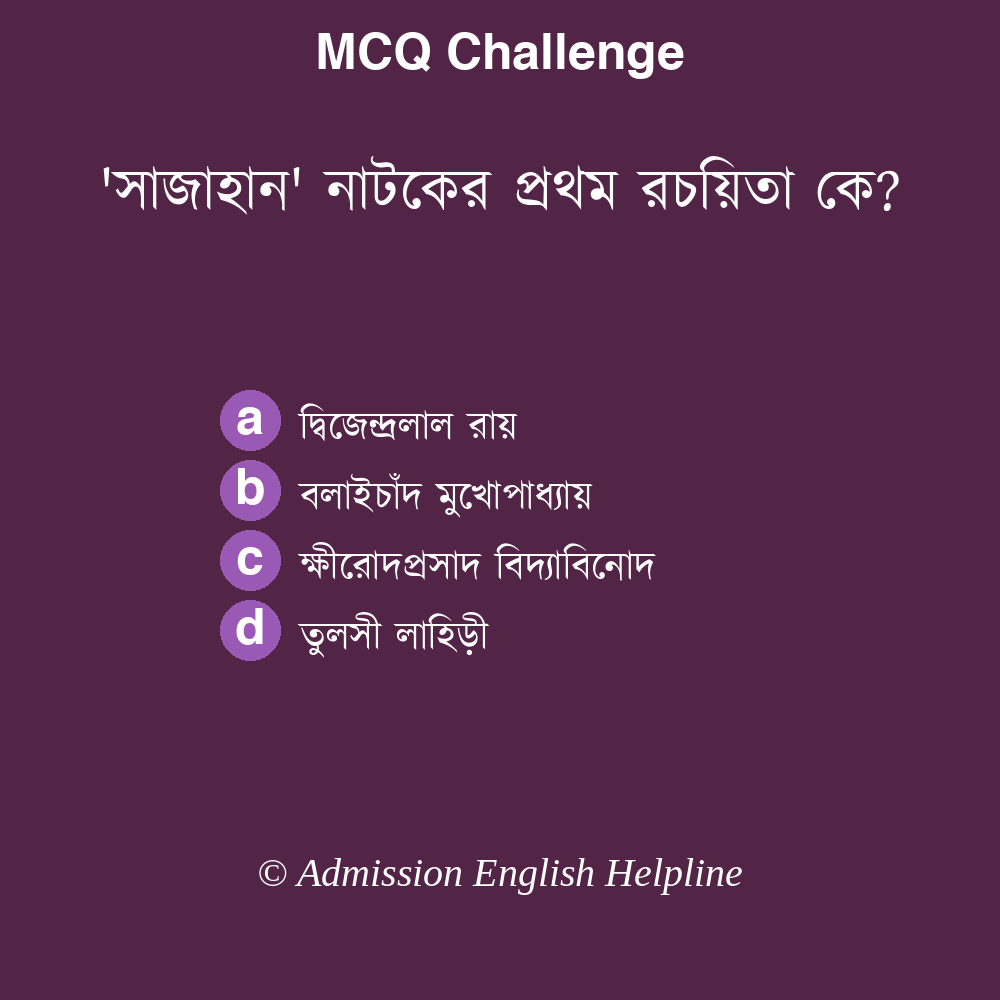 MCQ Challenge
'সাজাহান' নাটকের প্রথম রচয়িতা কে?
a দ্বিজেন্দ্রলাল রায়
b বলাইচাঁদ মুখোপাধ্যায়
c ক্ষীরোদপ্রসাদ বিদ্যাবিনোদ
d তুলসী লাহিড়ী
© Admission English Helpline